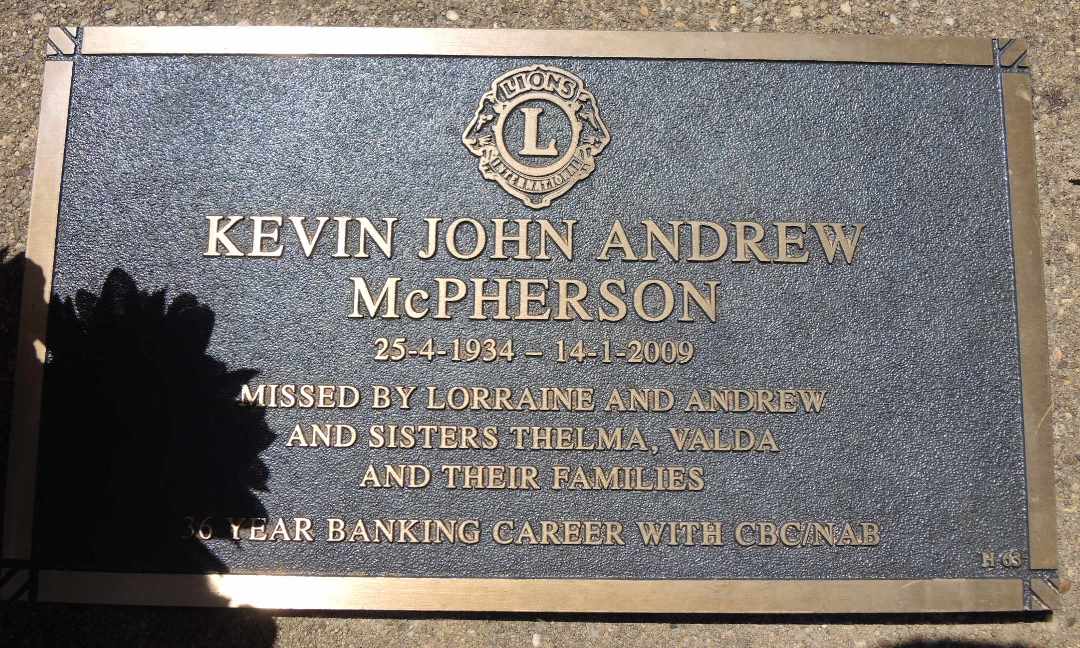 LIONS
L
INTERNATIONAL
KEVIN JOHN ANDREW
McPHERSON
25-4-1934 – 14-1-2009
MISSED BY LORRAINE AND ANDREW
AND SISTERS THELMA, VALDA
AND THEIR FAMILIES
36 YEAR BANKING CAREER WITH CBC/NAB